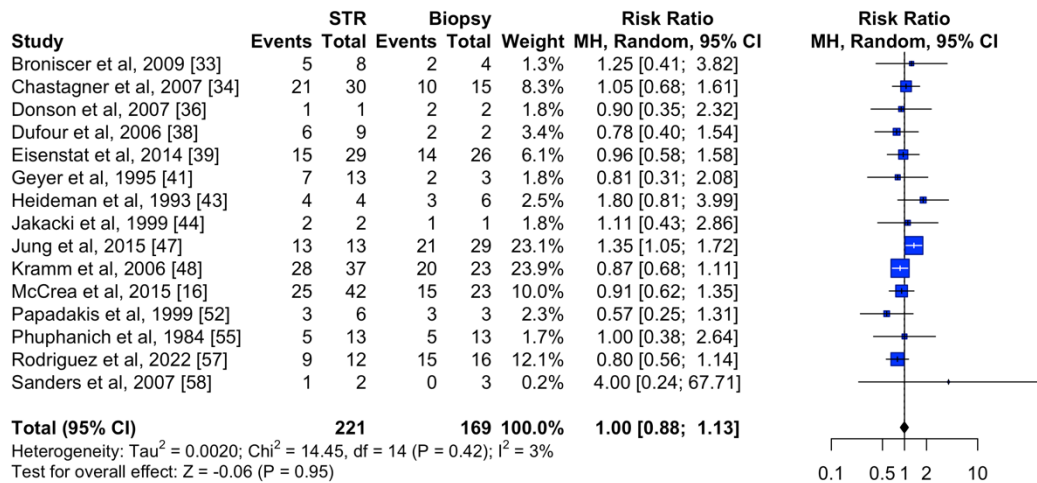 STR Biopsy Risk Ratio Risk Ratio
Study Events Total Events Total Weight MH, Random, 95% CI MH, Random, 95% CI
Broniscer et al, 2009 [33] 5 8 2 4 1.3% 1.25 [0.41; 3.82]
Chastagner et al, 2007 [34] 21 30 10 15 8.3% 1.05 [0.68; 1.61]
Donson et al, 2007 [36] 1 1 2 2 1.8% 0.90 [0.35; 2.32]
Dufour et al, 2006 [38] 6 9 2 2 3.4% 0.78 [0.40; 1.54]
Eisenstat et al, 2014 [39] 15 29 14 26 6.1% 0.96 [0.58; 1.58]
Geyer et al, 1995 [41] 7 13 2 3 1.8% 0.81 [0.31; 2.08]
Heideman et al, 1993 [43] 4 4 3 6 2.5% 1.80 [0.81; 3.99]
Jakacki et al, 1999 [44] 2 2 1 1 1.8% 1.11 [0.43; 2.86]
Jung et al, 2015 [47] 13 13 21 29 23.1% 1.35 [1.05; 1.72]
Kramm et al, 2006 [48] 28 37 20 23 23.9% 0.87 [0.68; 1.11]
McCrea et al, 2015 [16] 25 42 15 23 10.0% 0.91 [0.62; 1.35]
Papadakis et al, 1999 [52] 3 6 3 3 2.3% 0.57 [0.25; 1.31]
Phuphanich et al, 1984 [55] 5 13 5 13 1.7% 1.00 [0.38; 2.64]
Rodriguez et al, 2022 [57] 9 12 15 16 12.1% 0.80 [0.56; 1.14]
Sanders et al, 2007 [58] 1 2 0 3 0.2% 4.00 [0.24; 67.71]
Total (95% CI) 221 169 100.0% 1.00 [0.88; 1.13]
Heterogeneity: Tau² = 0.0020; Chi² = 14.45, df = 14 (P = 0.42); I² = 3%
Test for overall effect: Z = -0.06 (P = 0.95)
0.1 0.5 1 2 10